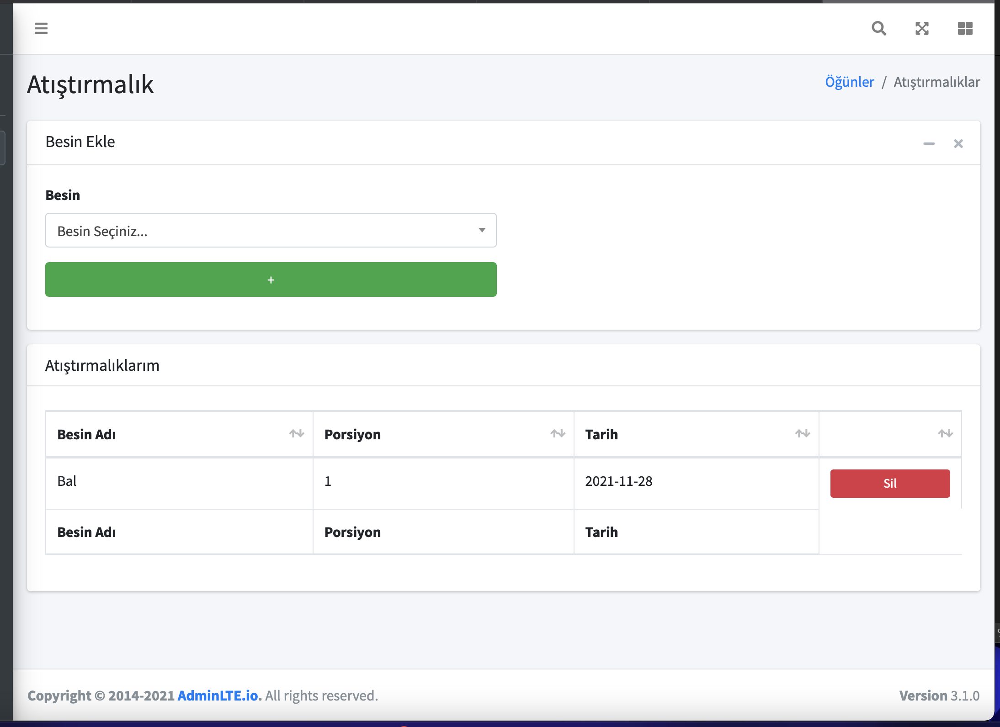 Atıştırmalık
Öğünler / Atıştırmalıklar
Besin Ekle
Besin
Besin Seçiniz...
+
Atıştırmalıklarım
Besin Adı Porsiyon Tarih
Bal 1 2021-11-28 Sil
Besin Adı Porsiyon Tarih
Copyright © 2014-2021 AdminLTE.io. All rights reserved.
Version 3.1.0